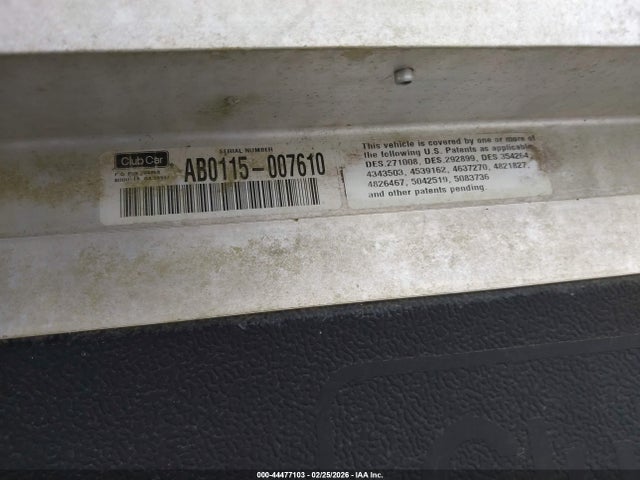 Club Car
SERIAL NUMBER
AB0115-007610
This vehicle is covered by one or more of
the following U.S. Patents as applicable
DES.271008, DES.292899, DES.354264,
4343503, 4539162, 4637270, 4821827,
4826467, 5042519, 5083736
and other patents pending.
000-44477103 - 02/25/2026 - IAA Inc.